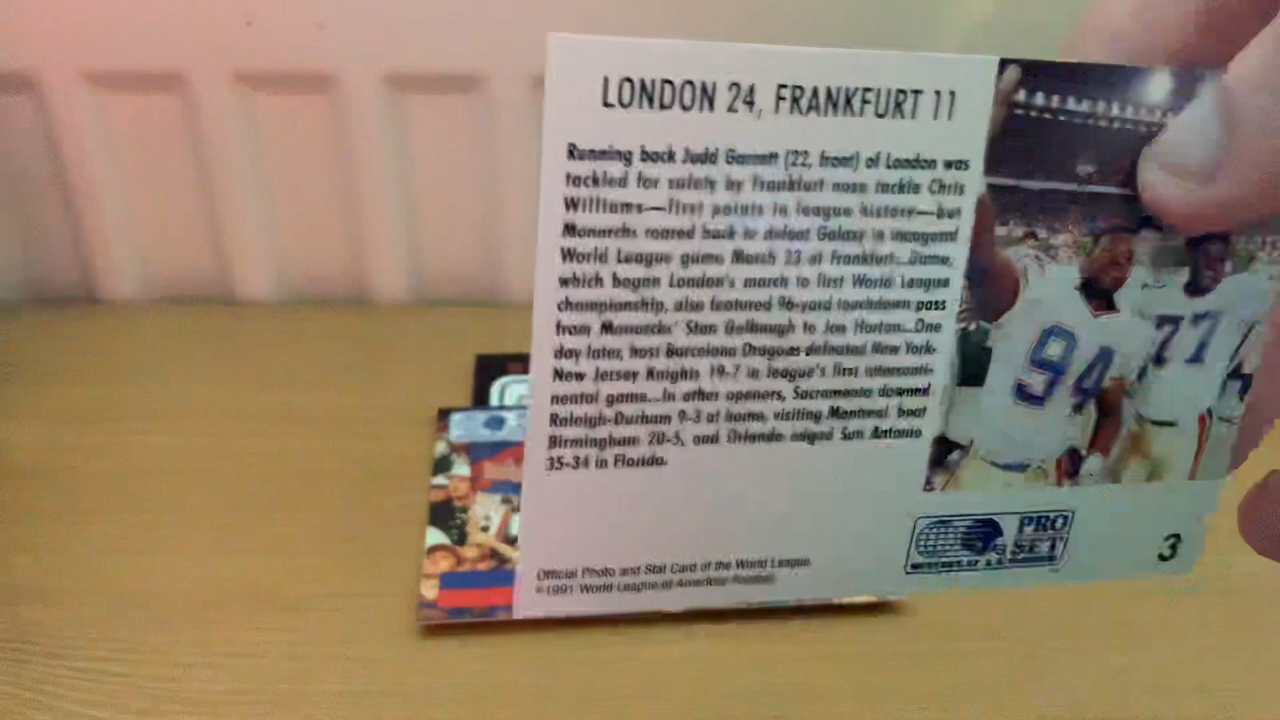 LONDON 24, FRANKFURT 11
Running back Judd Garrett (22, front) of London was
tackled for safety by Frankfurt nose tackle Chris
Williams—first points in league history—but
Monarchs roared back to defeat Galaxy in inaugural
World League game March 23 at Frankfurt...Game,
which began London's march to first World League
championship, also featured 96-yard touchdown pass
from Monarchs' Stan Gelbaugh to Jon Horton...One
day later, host Barcelona Dragons defeated New York-
New Jersey Knights 19-7 in league's first interconti-
nental game...In other openers, Sacramento downed
Raleigh-Durham 9-3 at home, visiting Montreal beat
Birmingham 20-5, and Orlando edged San Antonio
35-34 in Florida.
94
77
PRO
SET
3
Official Photo and Stat Card of the World League
©1991 World League of American Football